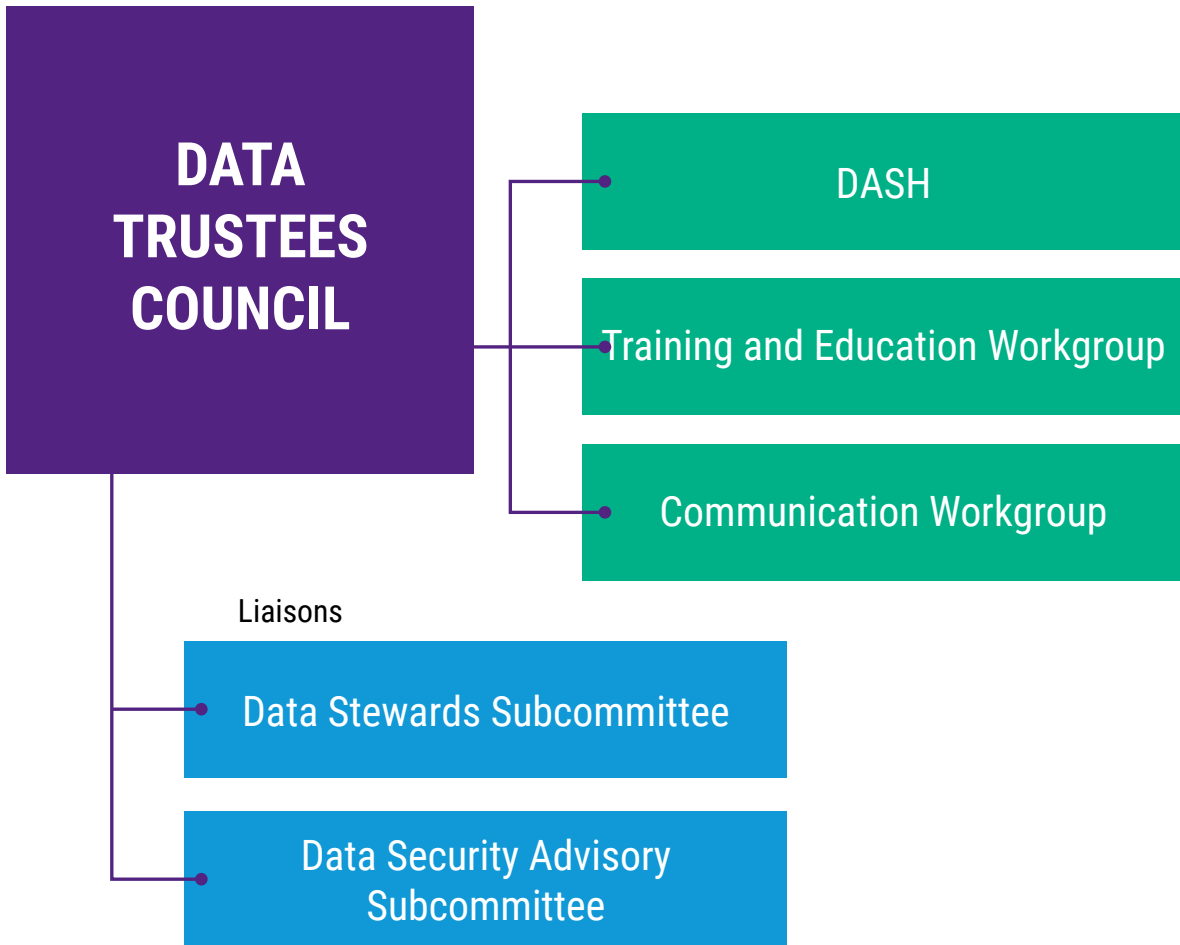 DATA
TRUSTEES
COUNCIL
DASH
Training and Education Workgroup
Communication Workgroup
Liaisons
Data Stewards Subcommittee
Data Security Advisory
Subcommittee